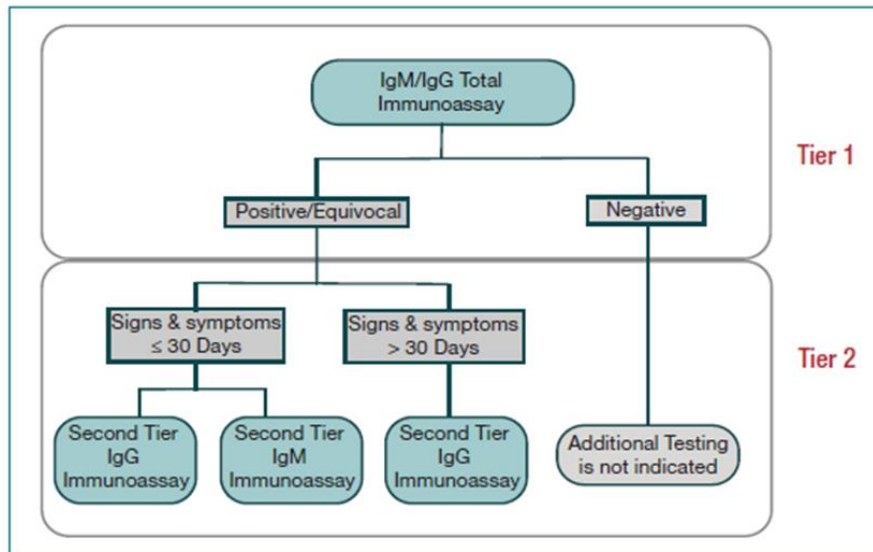 IgM/IgG Total
Immunoassay
Tier 1
Positive/Equivocal
Negative
Signs & symptoms
≤ 30 Days
Signs & symptoms
> 30 Days
Tier 2
Second Tier
IgG
Immunoassay
Second Tier
IgM
Immunoassay
Second Tier
IgG
Immunoassay
Additional Testing
is not indicated